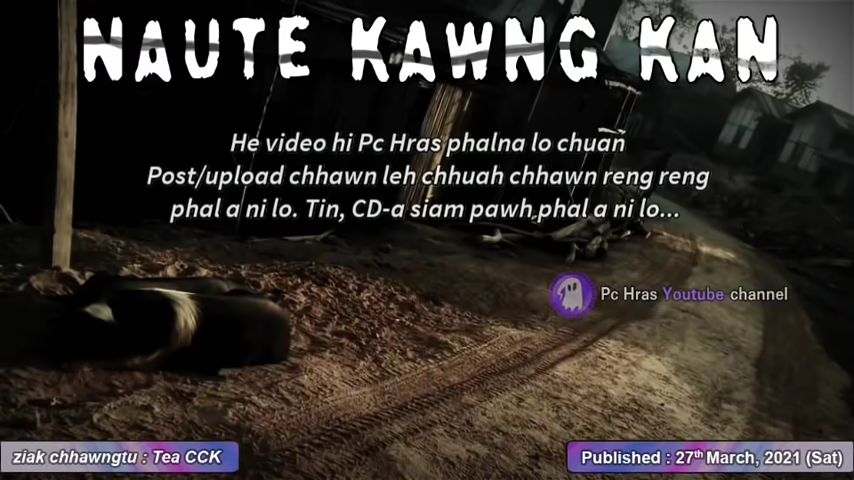 NAUTE KAWNG KAN
He video hi Pc Hras phalna lo chuan
Post/upload chhawn leh chhuah chhawn reng reng
phal a ni lo. Tin, CD-a siam pawh phal a ni lo...
Pc Hras Youtube channel
ziak chhawngtu : Tea CCK
Published : 27th March, 2021 (Sat)